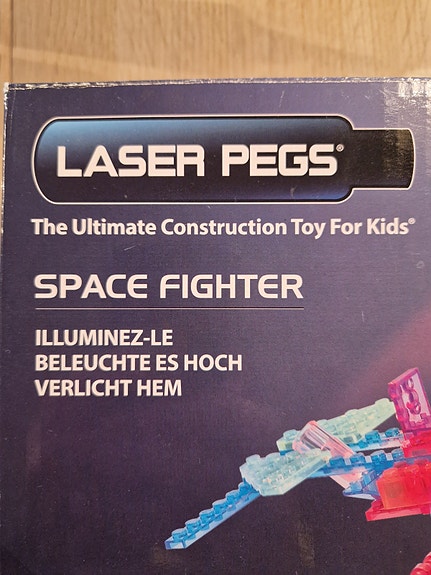 LASER PEGS®
The Ultimate Construction Toy For Kids®
SPACE FIGHTER
ILLUMINEZ-LE
BELEUCHTE ES HOCH
VERLICHT HEM